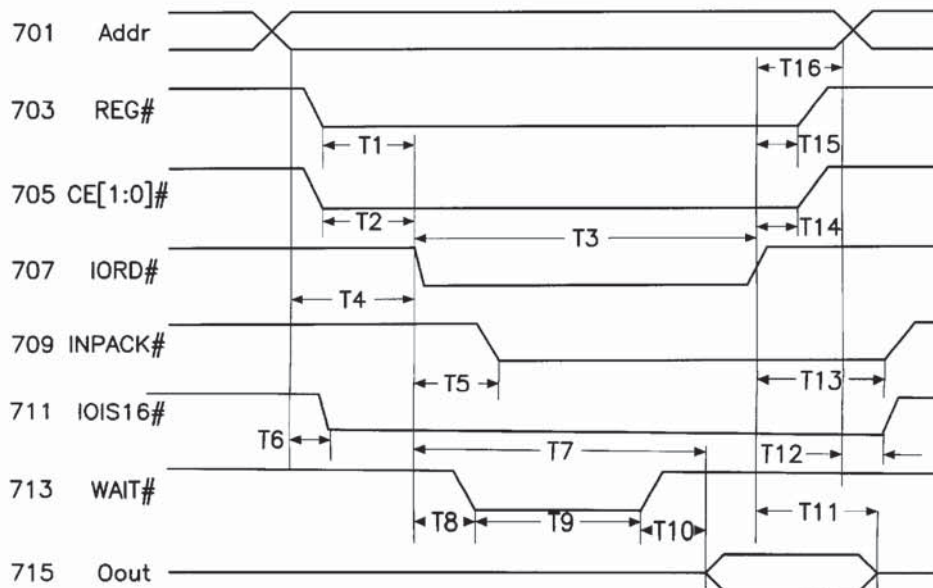 701 Addr
T16
703 REG#
T1
T15
705 CE[1:0]#
T2
T14
T3
707 IORD#
T4
709 INPACK#
T5
T13
711 IOIS16#
T6
T7
T12
713 WAIT#
T8
T9
T10
T11
715 Oout